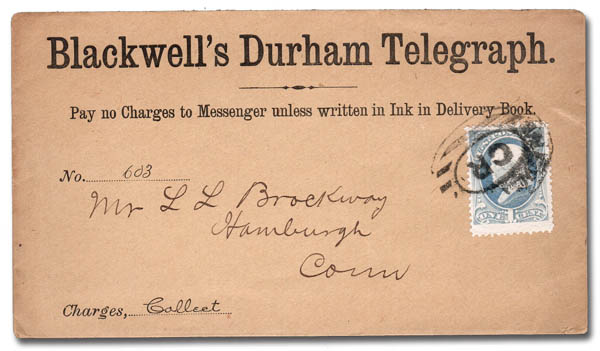 Blackwell's Durham Telegraph.
Pay no Charges to Messenger unless written in Ink in Delivery Book.
No. 603
Mr L L Brockway
Hamburgh
Conn
Charges, Collect